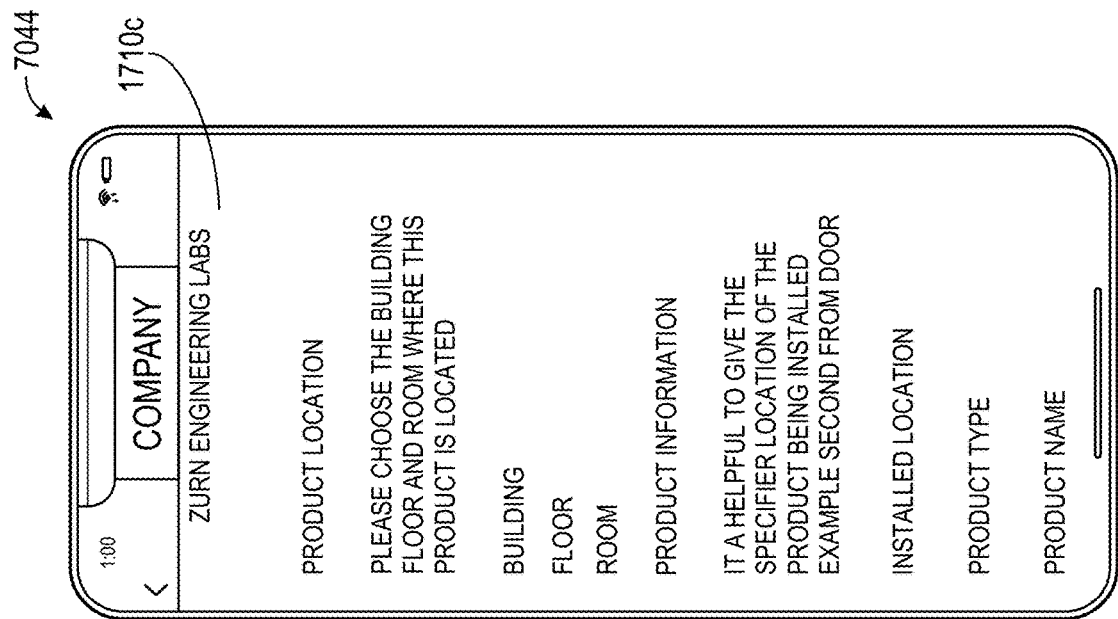 7044
1710c
1:00
<
COMPANY
ZURN ENGINEERING LABS
PRODUCT LOCATION
PLEASE CHOOSE THE BUILDING
FLOOR AND ROOM WHERE THIS
PRODUCT IS LOCATED
BUILDING
FLOOR
ROOM
PRODUCT INFORMATION
IT A HELPFUL TO GIVE THE
SPECIFIER LOCATION OF THE
PRODUCT BEING INSTALLED
EXAMPLE SECOND FROM DOOR
INSTALLED LOCATION
PRODUCT TYPE
PRODUCT NAME